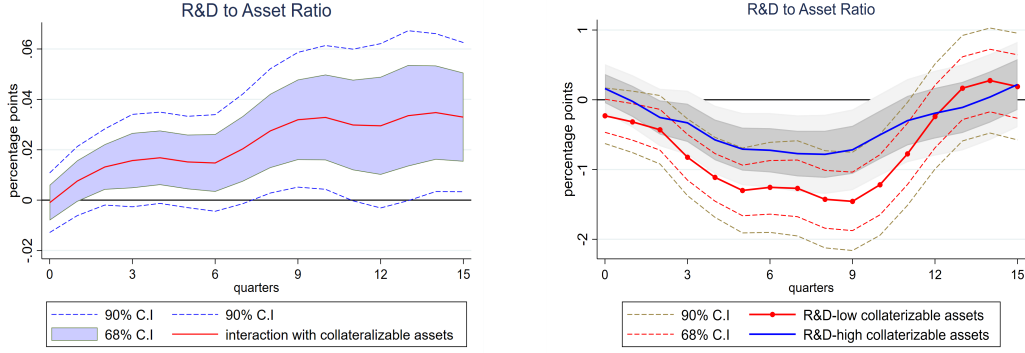 R&D to Asset Ratio
percentage points
.06
.04
.02
0
-.02
0 3 6 9 12 15
quarters
90% C.I 90% C.I
68% C.I interaction with collateralizable assets
R&D to Asset Ratio
percentage points
1
0
-1
-2
0 3 6 9 12 15
quarters
90% C.I R&D-low collaterizable assets
68% C.I R&D-high collaterizable assets